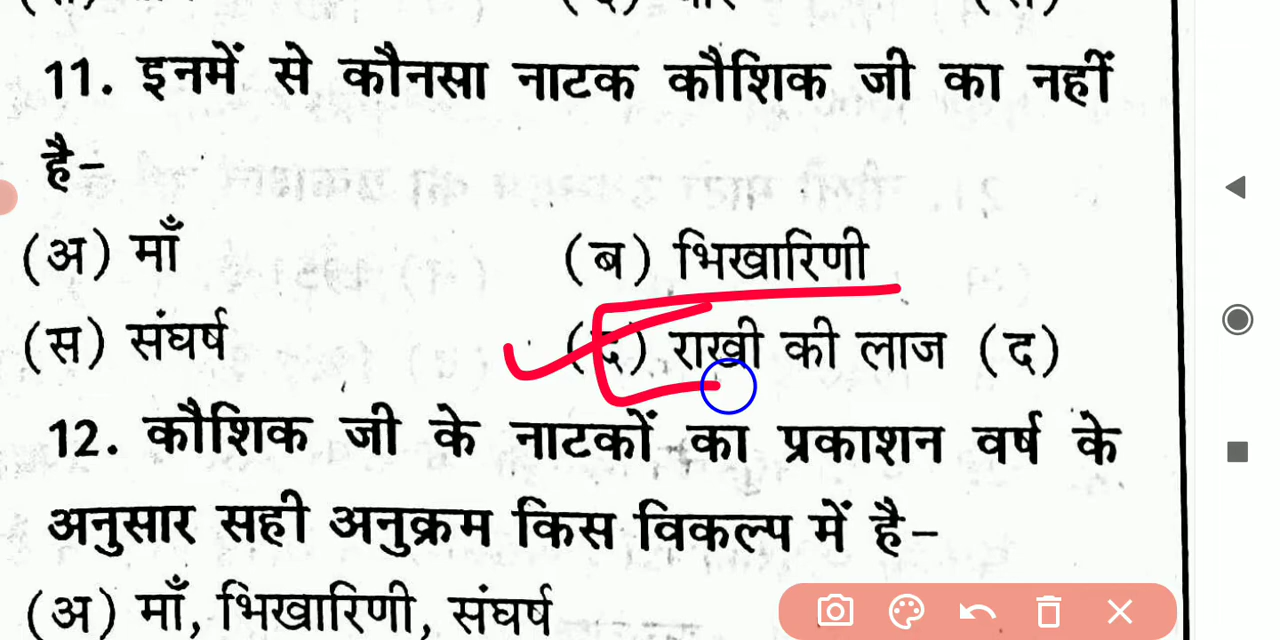 11. इनमें से कौनसा नाटक कौशिक जी का नहीं
है-
(अ) माँ (ब) भिखारिणी
(स) संघर्ष (द) राखी की लाज (द)
12. कौशिक जी के नाटकों का प्रकाशन वर्ष के
अनुसार सही अनुक्रम किस विकल्प में है-
(अ) माँ, भिखारिणी, संघर्ष